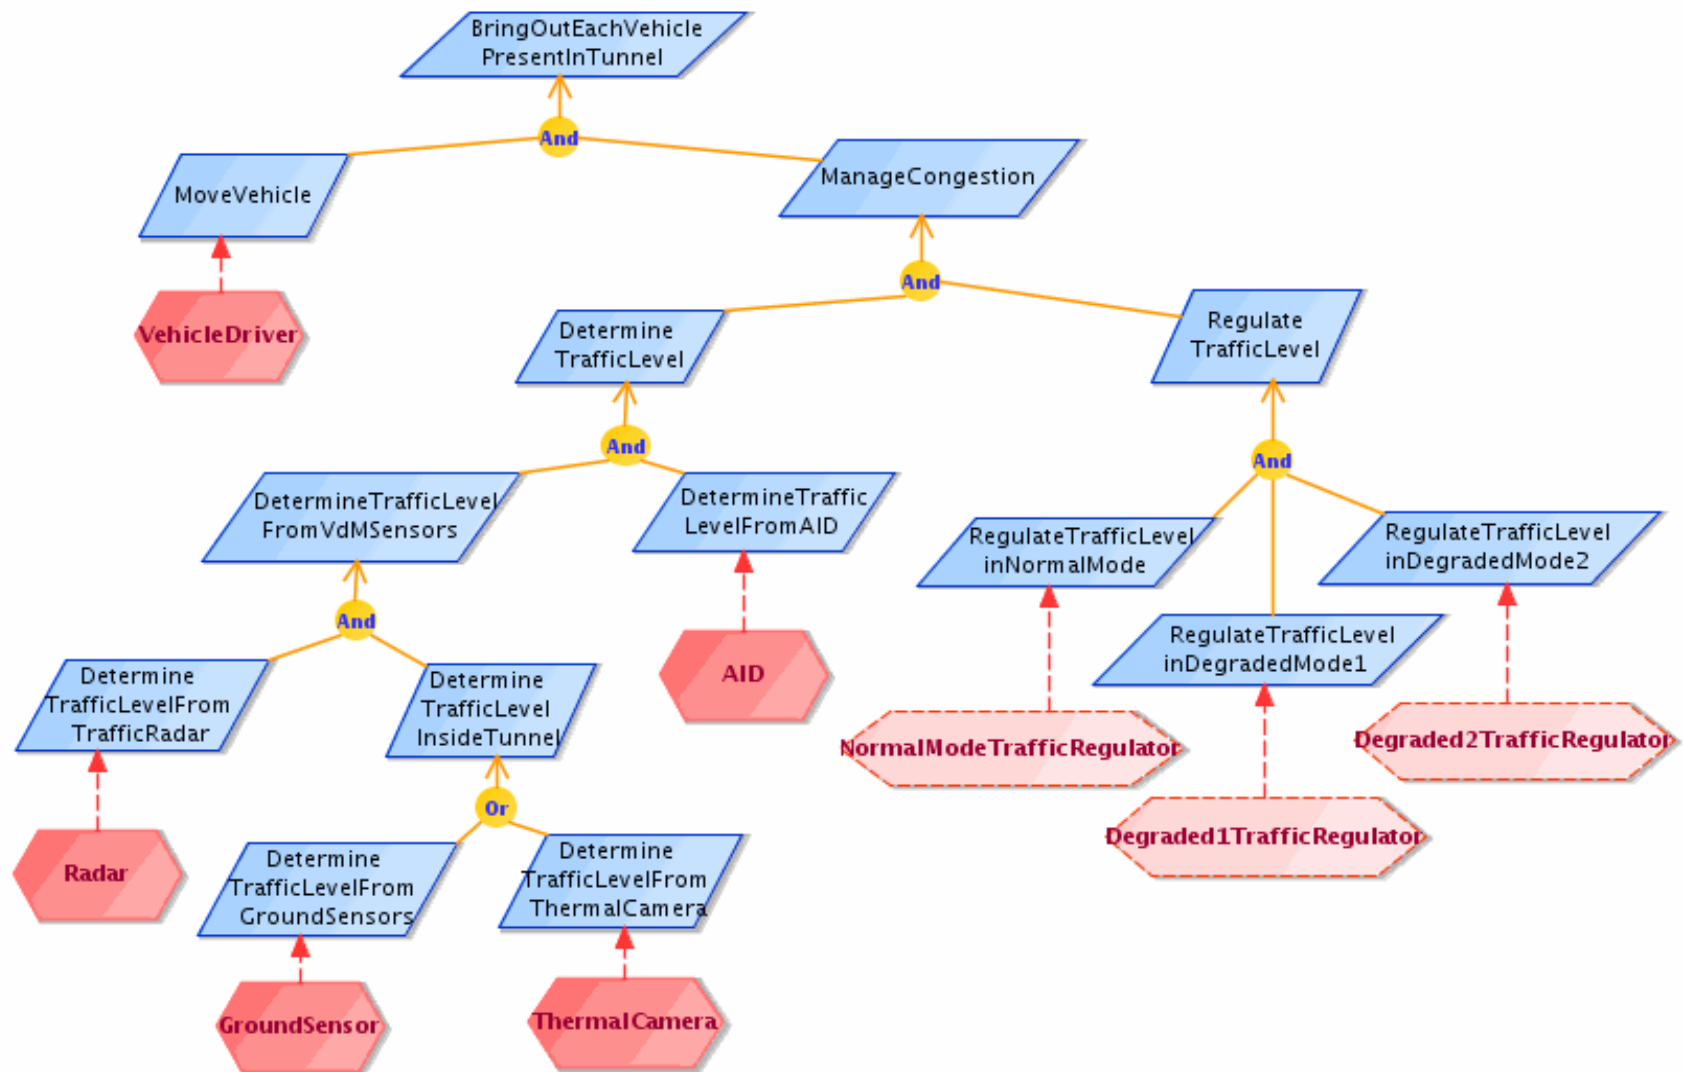 BringOutEachVehicle
PresentInTunnel
And
MoveVehicle
ManageCongestion
And
VehicleDriver
Determine
TrafficLevel
Regulate
TrafficLevel
And
And
DetermineTrafficLevel
FromVdMSensors
DetermineTraffic
LevelFromAID
RegulateTrafficLevel
inNormalMode
RegulateTrafficLevel
inDegradedMode2
And
RegulateTrafficLevel
inDegradedMode1
Determine
TrafficLevelFrom
TrafficRadar
Determine
TrafficLevel
InsideTunnel
AID
NormalModeTrafficRegulator
Degraded2TrafficRegulator
Or
Degraded1TrafficRegulator
Radar
Determine
TrafficLevelFrom
GroundSensors
Determine
TrafficLevelFrom
ThermalCamera
GroundSensor
ThermalCamera